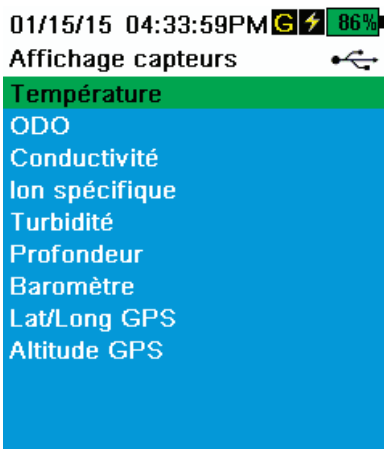 01/15/15 04:33:59PM G 86%
Affichage capteurs
Température
ODO
Conductivité
Ion spécifique
Turbidité
Profondeur
Baromètre
Lat/Long GPS
Altitude GPS